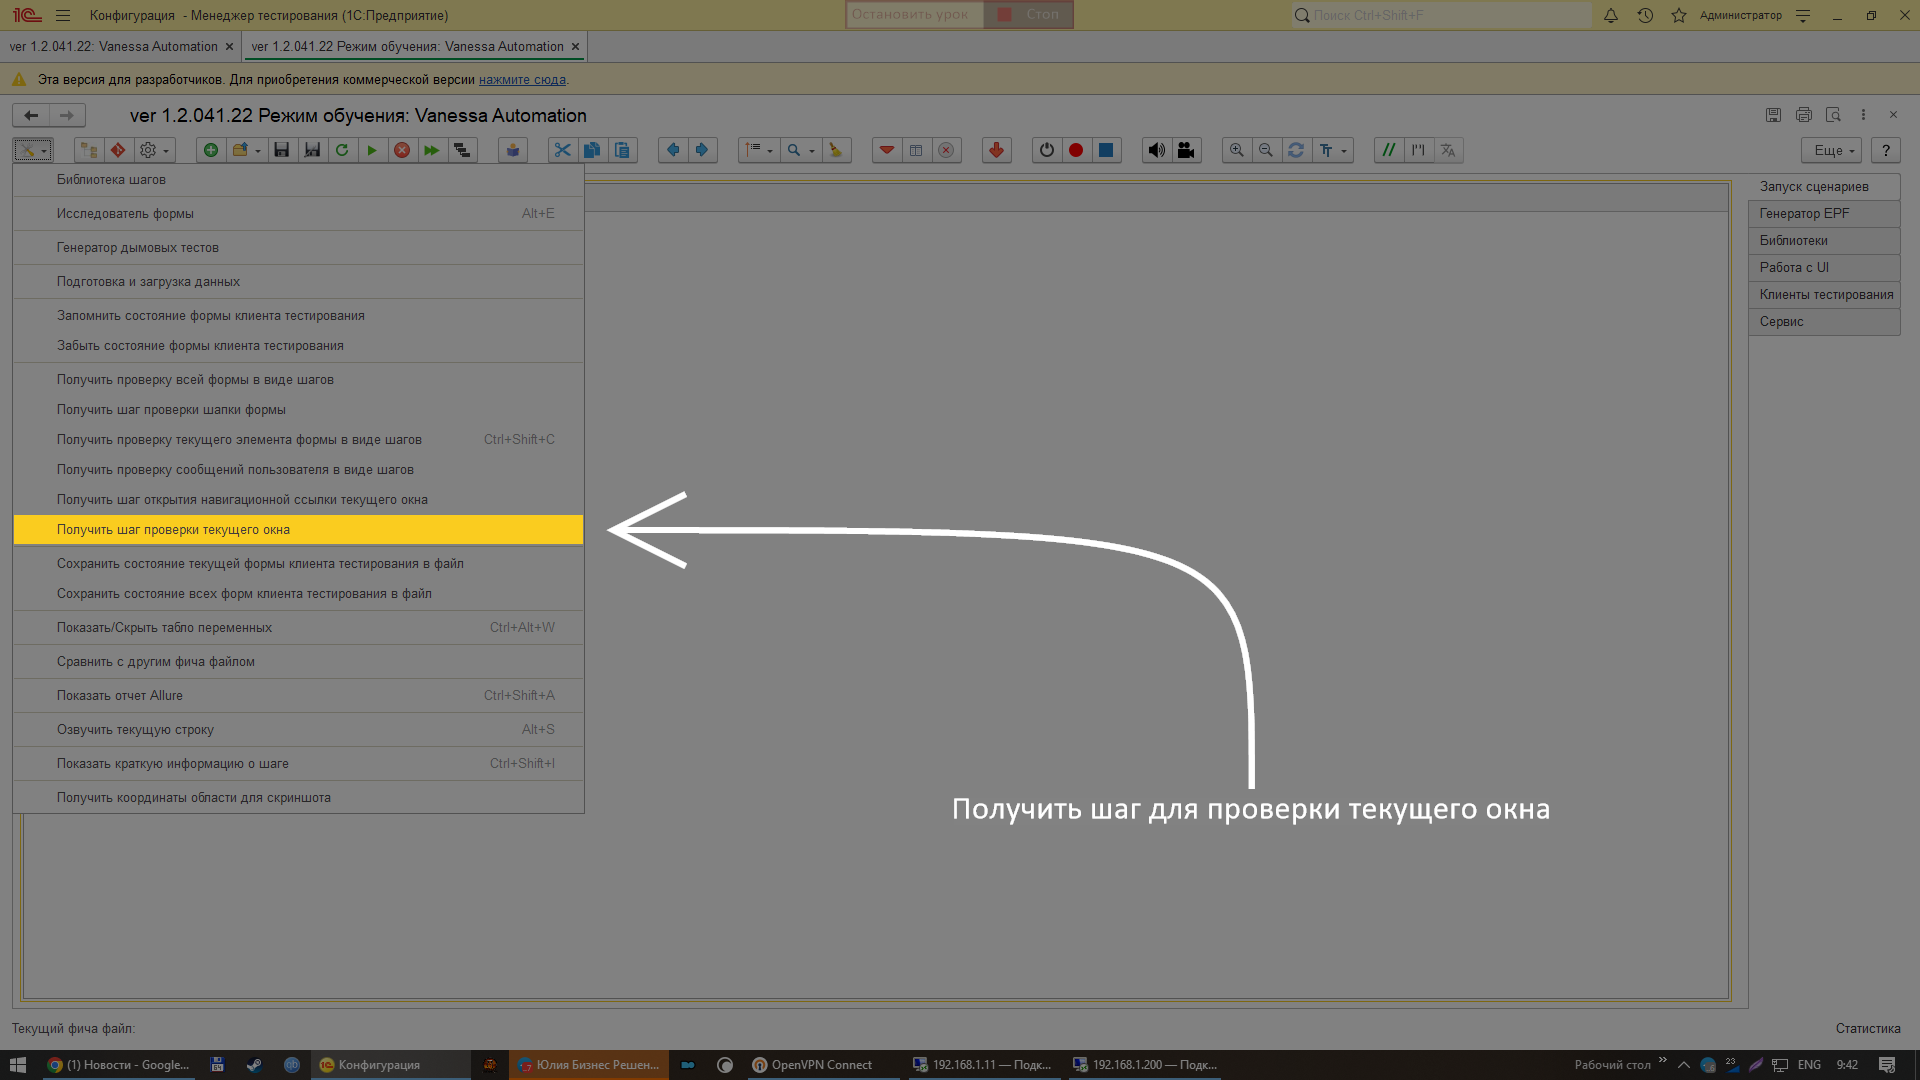 Конфигурация - Менеджер тестирования (1С:Предприятие)
Остановить урок
Стоп
Поиск Ctrl+Shift+F
Администратор
ver 1.2.041.22: Vanessa Automation
ver 1.2.041.22 Режим обучения: Vanessa Automation
Эта версия для разработчиков. Для приобретения коммерческой версии нажмите сюда.
ver 1.2.041.22 Режим обучения: Vanessa Automation
Еще
?
Библиотека шагов
Исследователь формы Alt+E
Генератор дымовых тестов
Подготовка и загрузка данных
Запомнить состояние формы клиента тестирования
Забыть состояние формы клиента тестирования
Получить проверку всей формы в виде шагов
Получить шаг проверки шапки формы
Получить проверку текущего элемента формы в виде шагов Ctrl+Shift+C
Получить проверку сообщений пользователя в виде шагов
Получить шаг открытия навигационной ссылки текущего окна
Получить шаг проверки текущего окна
Сохранить состояние текущей формы клиента тестирования в файл
Сохранить состояние всех форм клиента тестирования в файл
Показать/Скрыть табло переменных Ctrl+Alt+W
Сравнить с другим фича файлом
Показать отчет Allure Ctrl+Shift+A
Озвучить текущую строку Alt+S
Показать краткую информацию о шаге Ctrl+Shift+I
Получить координаты области для скриншота
Запуск сценариев
Генератор EPF
Библиотеки
Работа с UI
Клиенты тестирования
Сервис
Получить шаг для проверки текущего окна
Текущий фича файл:
Статистика
(1) Новости - Google...
Конфигурация
Юлия Бизнес Решен...
OpenVPN Connect
192.168.1.11 — Подк...
192.168.1.200 — Подк...
Рабочий стол
23
ENG
9:42